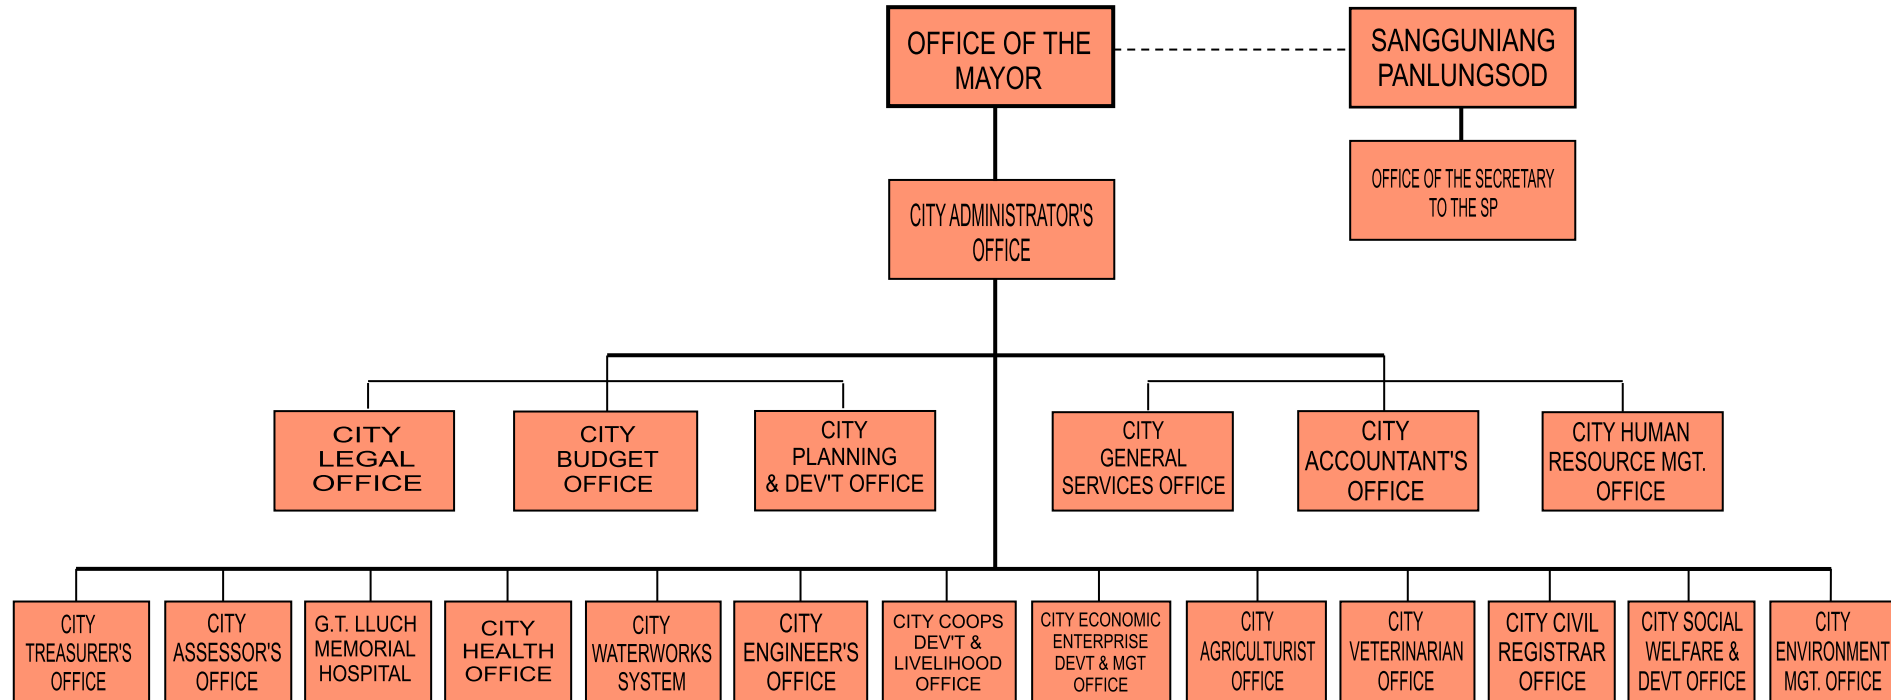 OFFICE OF THE
MAYOR
SANGGUNIANG
PANLUNGSOD
OFFICE OF THE SECRETARY
TO THE SP
CITY ADMINISTRATOR'S
OFFICE
CITY
LEGAL
OFFICE
CITY
BUDGET
OFFICE
CITY
PLANNING
& DEV'T OFFICE
CITY
GENERAL
SERVICES OFFICE
CITY
ACCOUNTANT'S
OFFICE
CITY HUMAN
RESOURCE MGT.
OFFICE
CITY
TREASURER'S
OFFICE
CITY
ASSESSOR'S
OFFICE
G.T. LLUCH
MEMORIAL
HOSPITAL
CITY
HEALTH
OFFICE
CITY
WATERWORKS
SYSTEM
CITY
ENGINEER'S
OFFICE
CITY COOPS
DEV'T &
LIVELIHOOD
OFFICE
CITY ECONOMIC
ENTERPRISE
DEVT & MGT
OFFICE
CITY
AGRICULTURIST
OFFICE
CITY
VETERINARIAN
OFFICE
CITY CIVIL
REGISTRAR
OFFICE
CITY SOCIAL
WELFARE &
DEVT OFFICE
CITY
ENVIRONMENT
MGT. OFFICE